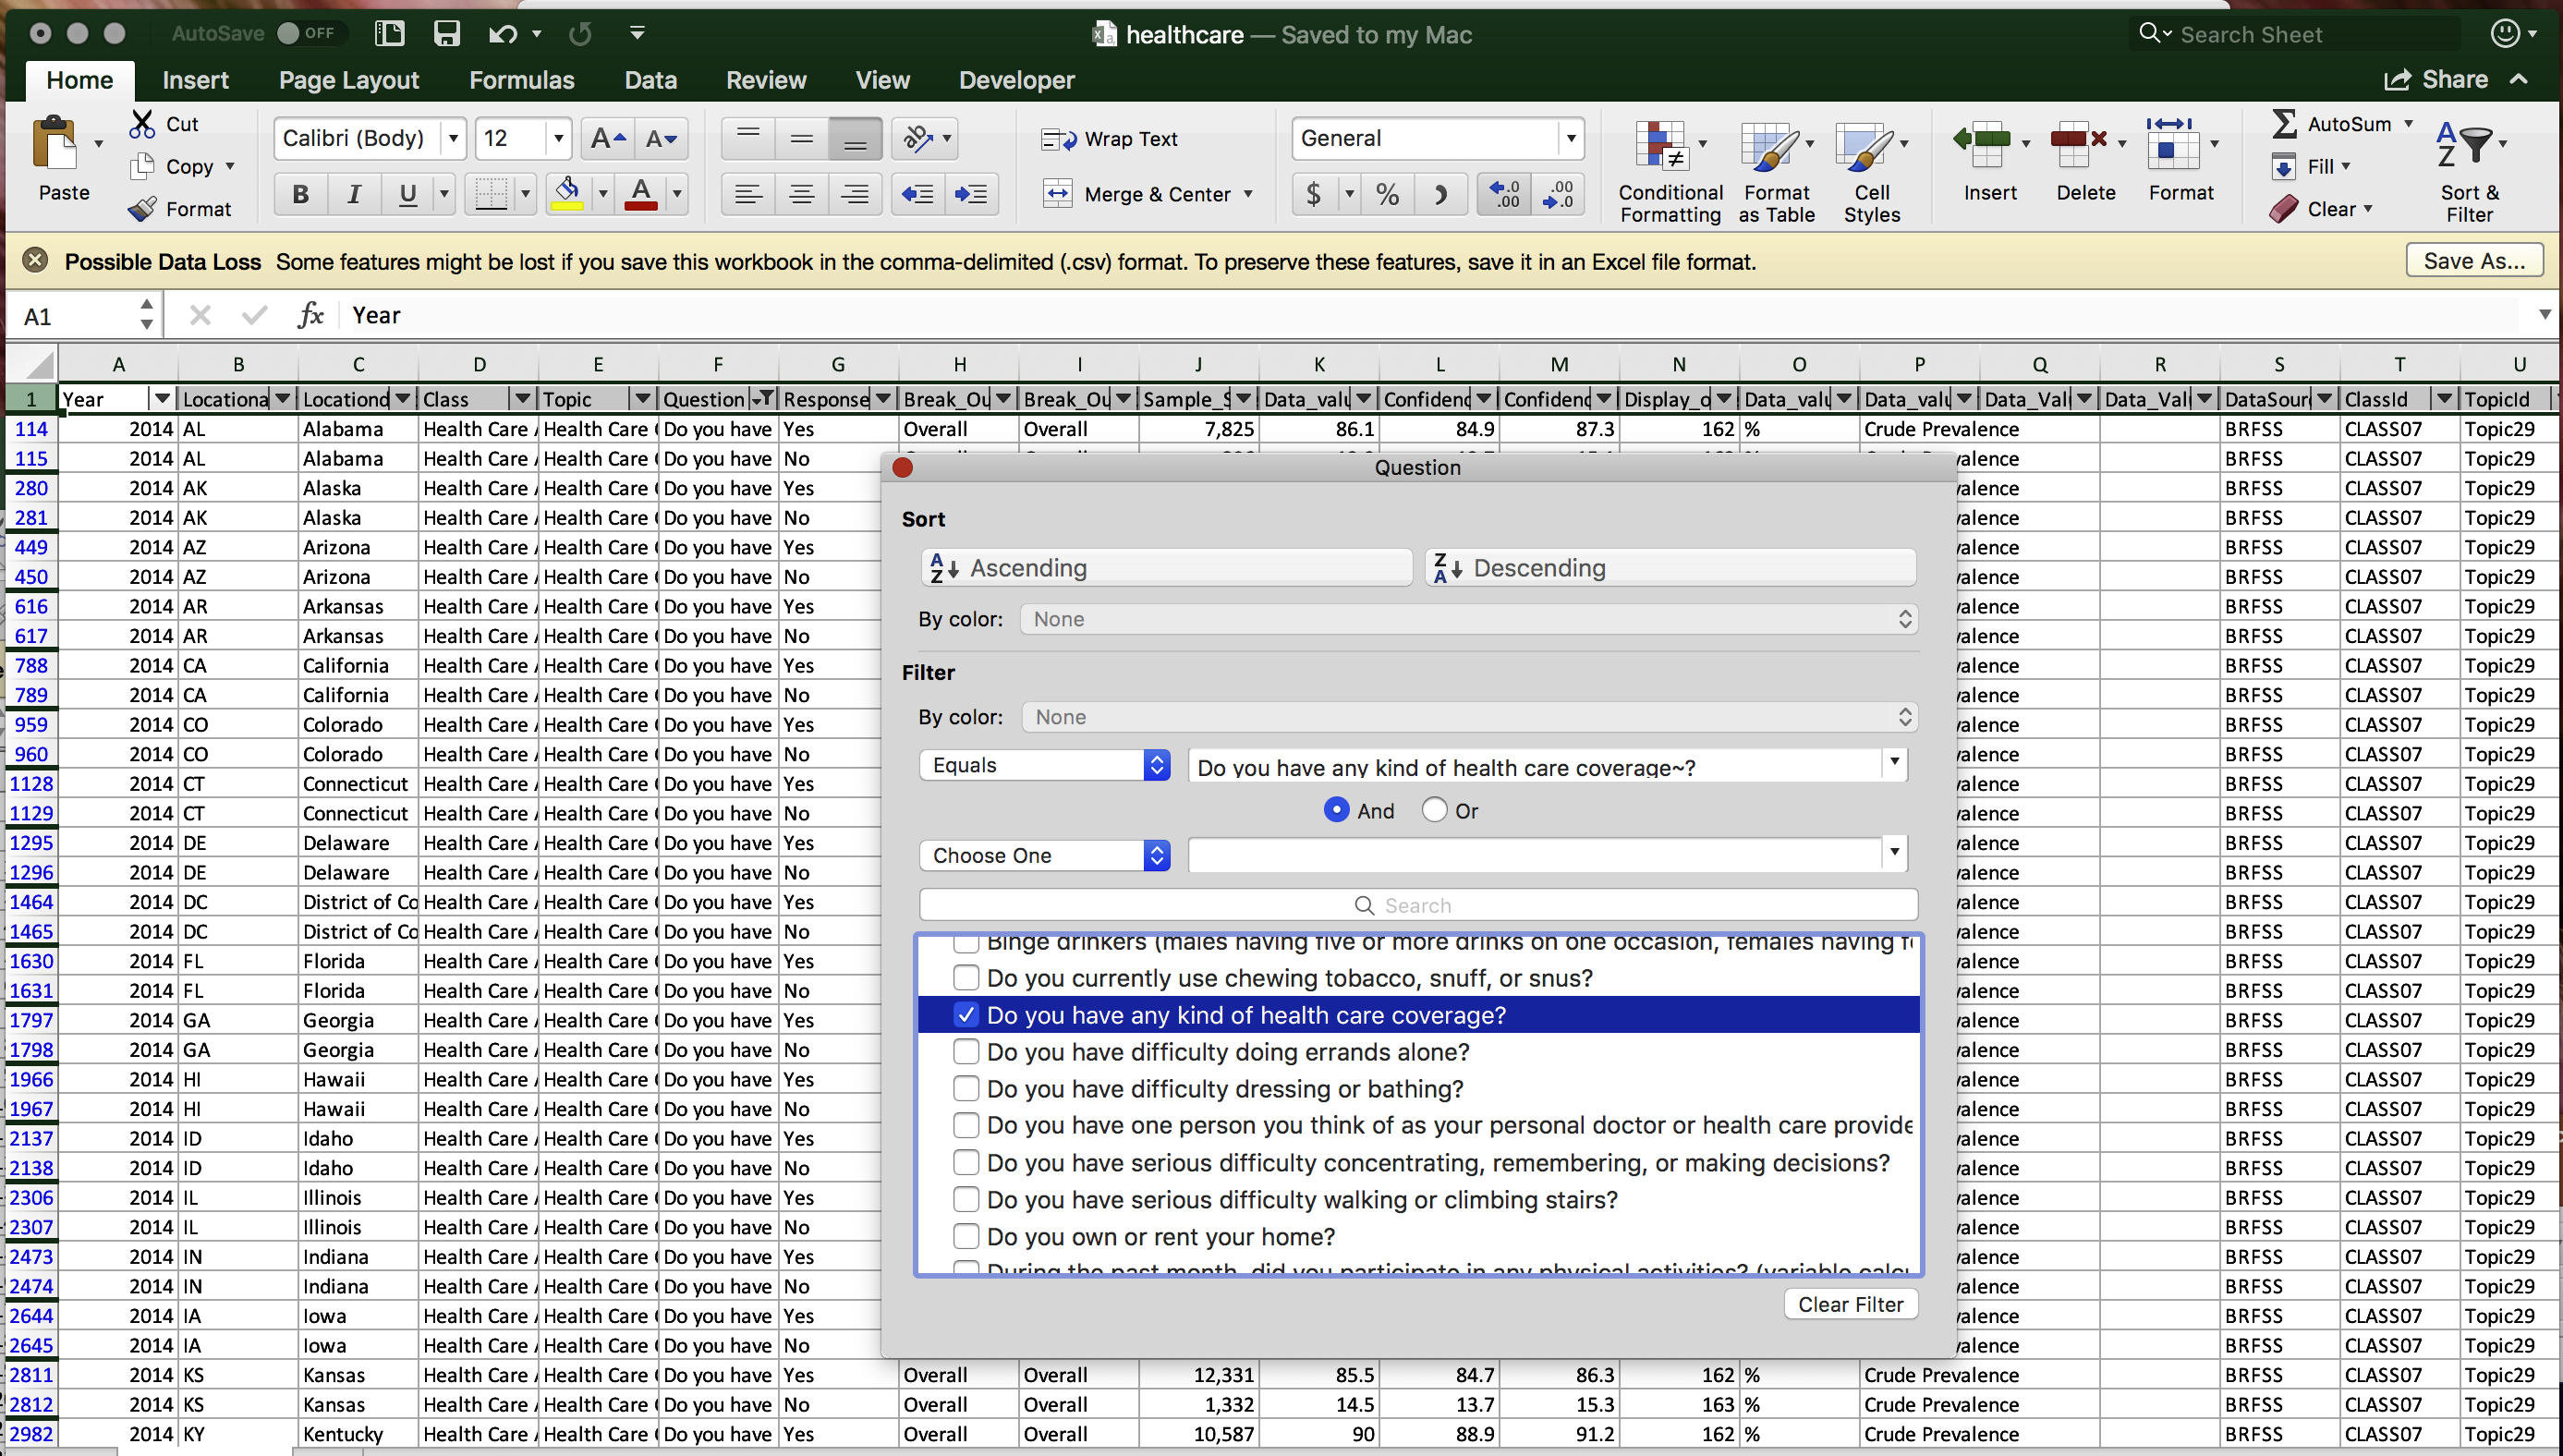 AutoSave OFF healthcare — Saved to my Mac Search Sheet
Home Insert Page Layout Formulas Data Review View Developer Share
Paste Cut Copy Format
Calibri (Body) 12 A A
B I U A
ab Wrap Text
Merge & Center
General
$ % .0 .00 .00 .0
Conditional Formatting Format as Table Cell Styles Insert Delete Format
AutoSum Fill Clear Sort & Filter
Possible Data Loss Some features might be lost if you save this workbook in the comma-delimited (.csv) format. To preserve these features, save it in an Excel file format. Save As...
A1 fx Year
A B C D E F G H I J K L M N O P Q R S T U
1 Year Locationa Locationd Class Topic Question Response Break_Ou Break_Ou Sample_S Data_valu Confidenc Confidenc Display_o Data_valu Data_valu Data_Val Data_Val DataSour ClassId TopicId
114 2014 AL Alabama Health Care Health Care Do you have Yes Overall Overall 7,825 86.1 84.9 87.3 162 % Crude Prevalence BRFSS CLASS07 Topic29
115 2014 AL Alabama Health Care Health Care Do you have No valence BRFSS CLASS07 Topic29
280 2014 AK Alaska Health Care Health Care Do you have Yes valence BRFSS CLASS07 Topic29
281 2014 AK Alaska Health Care Health Care Do you have No valence BRFSS CLASS07 Topic29
449 2014 AZ Arizona Health Care Health Care Do you have Yes valence BRFSS CLASS07 Topic29
450 2014 AZ Arizona Health Care Health Care Do you have No valence BRFSS CLASS07 Topic29
616 2014 AR Arkansas Health Care Health Care Do you have Yes valence BRFSS CLASS07 Topic29
617 2014 AR Arkansas Health Care Health Care Do you have No valence BRFSS CLASS07 Topic29
788 2014 CA California Health Care Health Care Do you have Yes valence BRFSS CLASS07 Topic29
789 2014 CA California Health Care Health Care Do you have No valence BRFSS CLASS07 Topic29
959 2014 CO Colorado Health Care Health Care Do you have Yes valence BRFSS CLASS07 Topic29
960 2014 CO Colorado Health Care Health Care Do you have No valence BRFSS CLASS07 Topic29
1128 2014 CT Connecticut Health Care Health Care Do you have Yes valence BRFSS CLASS07 Topic29
1129 2014 CT Connecticut Health Care Health Care Do you have No valence BRFSS CLASS07 Topic29
1295 2014 DE Delaware Health Care Health Care Do you have Yes valence BRFSS CLASS07 Topic29
1296 2014 DE Delaware Health Care Health Care Do you have No valence BRFSS CLASS07 Topic29
1464 2014 DC District of Co Health Care Health Care Do you have Yes valence BRFSS CLASS07 Topic29
1465 2014 DC District of Co Health Care Health Care Do you have No valence BRFSS CLASS07 Topic29
1630 2014 FL Florida Health Care Health Care Do you have Yes valence BRFSS CLASS07 Topic29
1631 2014 FL Florida Health Care Health Care Do you have No valence BRFSS CLASS07 Topic29
1797 2014 GA Georgia Health Care Health Care Do you have Yes valence BRFSS CLASS07 Topic29
1798 2014 GA Georgia Health Care Health Care Do you have No valence BRFSS CLASS07 Topic29
1966 2014 HI Hawaii Health Care Health Care Do you have Yes valence BRFSS CLASS07 Topic29
1967 2014 HI Hawaii Health Care Health Care Do you have No valence BRFSS CLASS07 Topic29
2137 2014 ID Idaho Health Care Health Care Do you have Yes valence BRFSS CLASS07 Topic29
2138 2014 ID Idaho Health Care Health Care Do you have No valence BRFSS CLASS07 Topic29
2306 2014 IL Illinois Health Care Health Care Do you have Yes valence BRFSS CLASS07 Topic29
2307 2014 IL Illinois Health Care Health Care Do you have No valence BRFSS CLASS07 Topic29
2473 2014 IN Indiana Health Care Health Care Do you have Yes valence BRFSS CLASS07 Topic29
2474 2014 IN Indiana Health Care Health Care Do you have No valence BRFSS CLASS07 Topic29
2644 2014 IA Iowa Health Care Health Care Do you have Yes valence BRFSS CLASS07 Topic29
2645 2014 IA Iowa Health Care Health Care Do you have No valence BRFSS CLASS07 Topic29
2811 2014 KS Kansas Health Care Health Care Do you have Yes Overall Overall 12,331 85.5 84.7 86.3 162 % Crude Prevalence BRFSS CLASS07 Topic29
2812 2014 KS Kansas Health Care Health Care Do you have No Overall Overall 1,332 14.5 13.7 15.3 163 % Crude Prevalence BRFSS CLASS07 Topic29
2982 2014 KY Kentucky Health Care Health Care Do you have Yes Overall Overall 10,587 90 88.9 91.2 162 % Crude Prevalence BRFSS CLASS07 Topic29
Question
Sort
Ascending Descending
By color: None
Filter
By color: None
Equals Do you have any kind of health care coverage~?
And Or
Choose One
Search
Binge drinkers (males having five or more drinks on one occasion, females having
Do you currently use chewing tobacco, snuff, or snus?
Do you have any kind of health care coverage?
Do you have difficulty doing errands alone?
Do you have difficulty dressing or bathing?
Do you have one person you think of as your personal doctor or health care provide
Do you have serious difficulty concentrating, remembering, or making decisions?
Do you have serious difficulty walking or climbing stairs?
Do you own or rent your home?
During the past month, did you participate in any physical activities? (variable calcu
Clear Filter